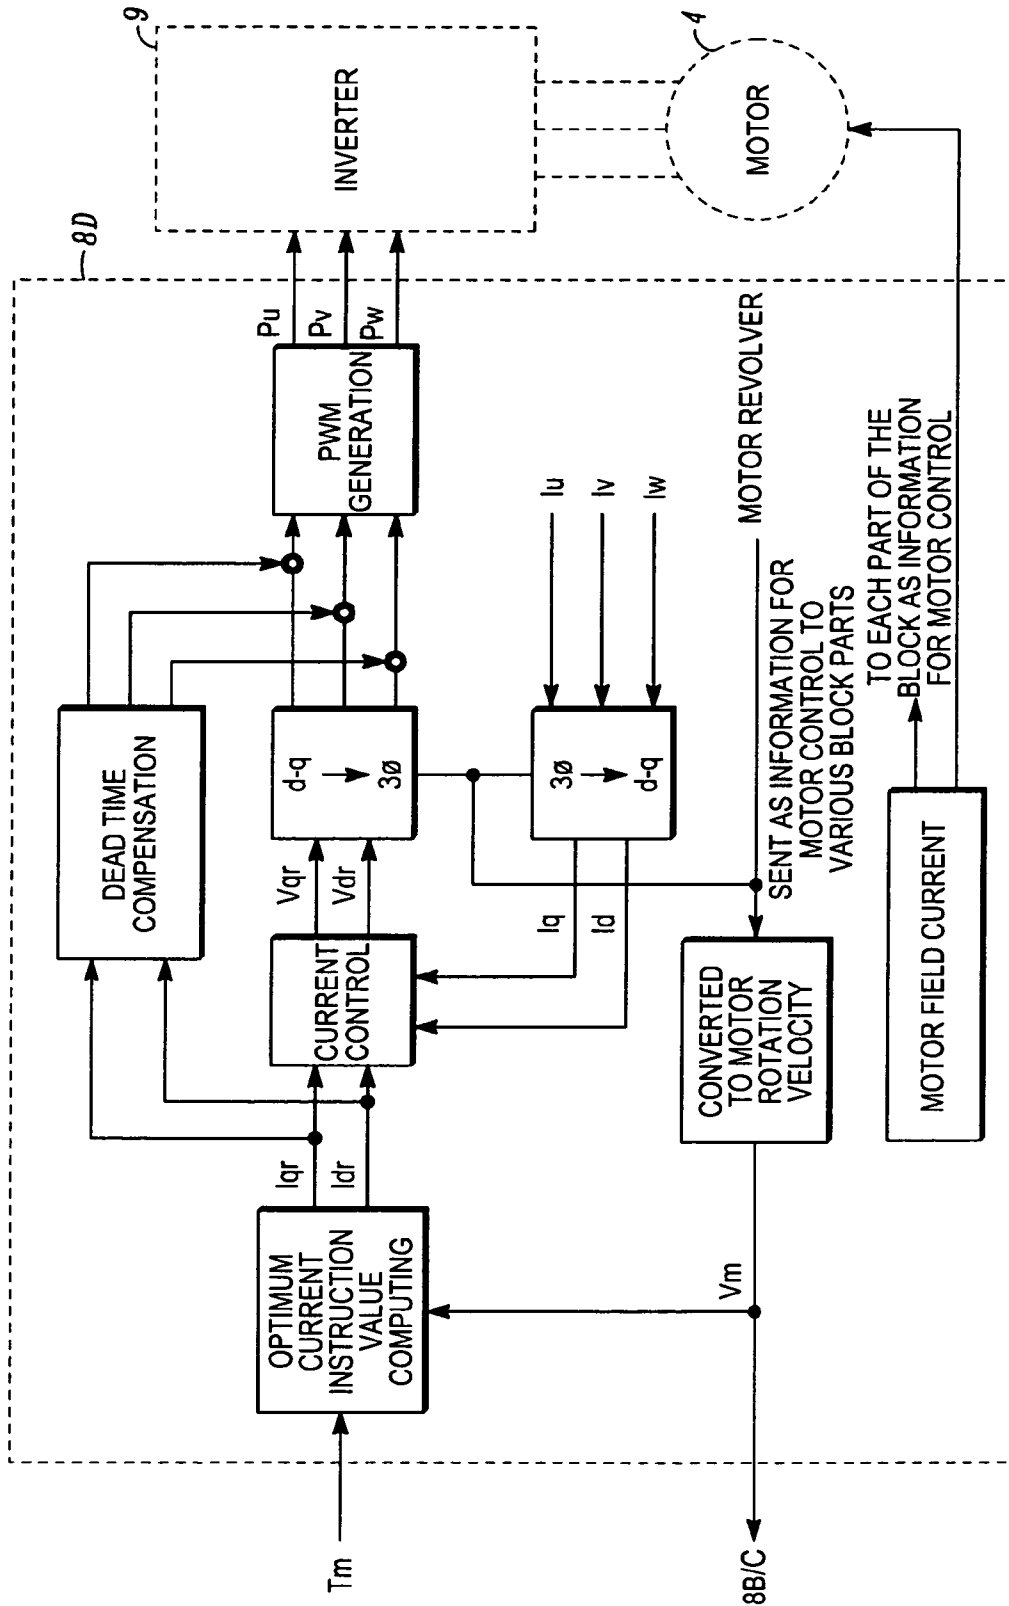 8D
9
INVERTER
4
MOTOR
Tm
OPTIMUM
CURRENT
INSTRUCTION
VALUE
COMPUTING
Iqr
Idr
DEAD TIME
COMPENSATION
CURRENT
CONTROL
Vqr
Vdr
d-q
3ø
PWM
GENERATION
Pu
Pv
Pw
3ø
d-q
Iq
Id
Iu
Iv
Iw
MOTOR REVOLVER
SENT AS INFORMATION FOR
MOTOR CONTROL TO
VARIOUS BLOCK PARTS
CONVERTED
TO MOTOR
ROTATION
VELOCITY
Vm
8B/C
MOTOR FIELD CURRENT
TO EACH PART OF THE
BLOCK AS INFORMATION
FOR MOTOR CONTROL